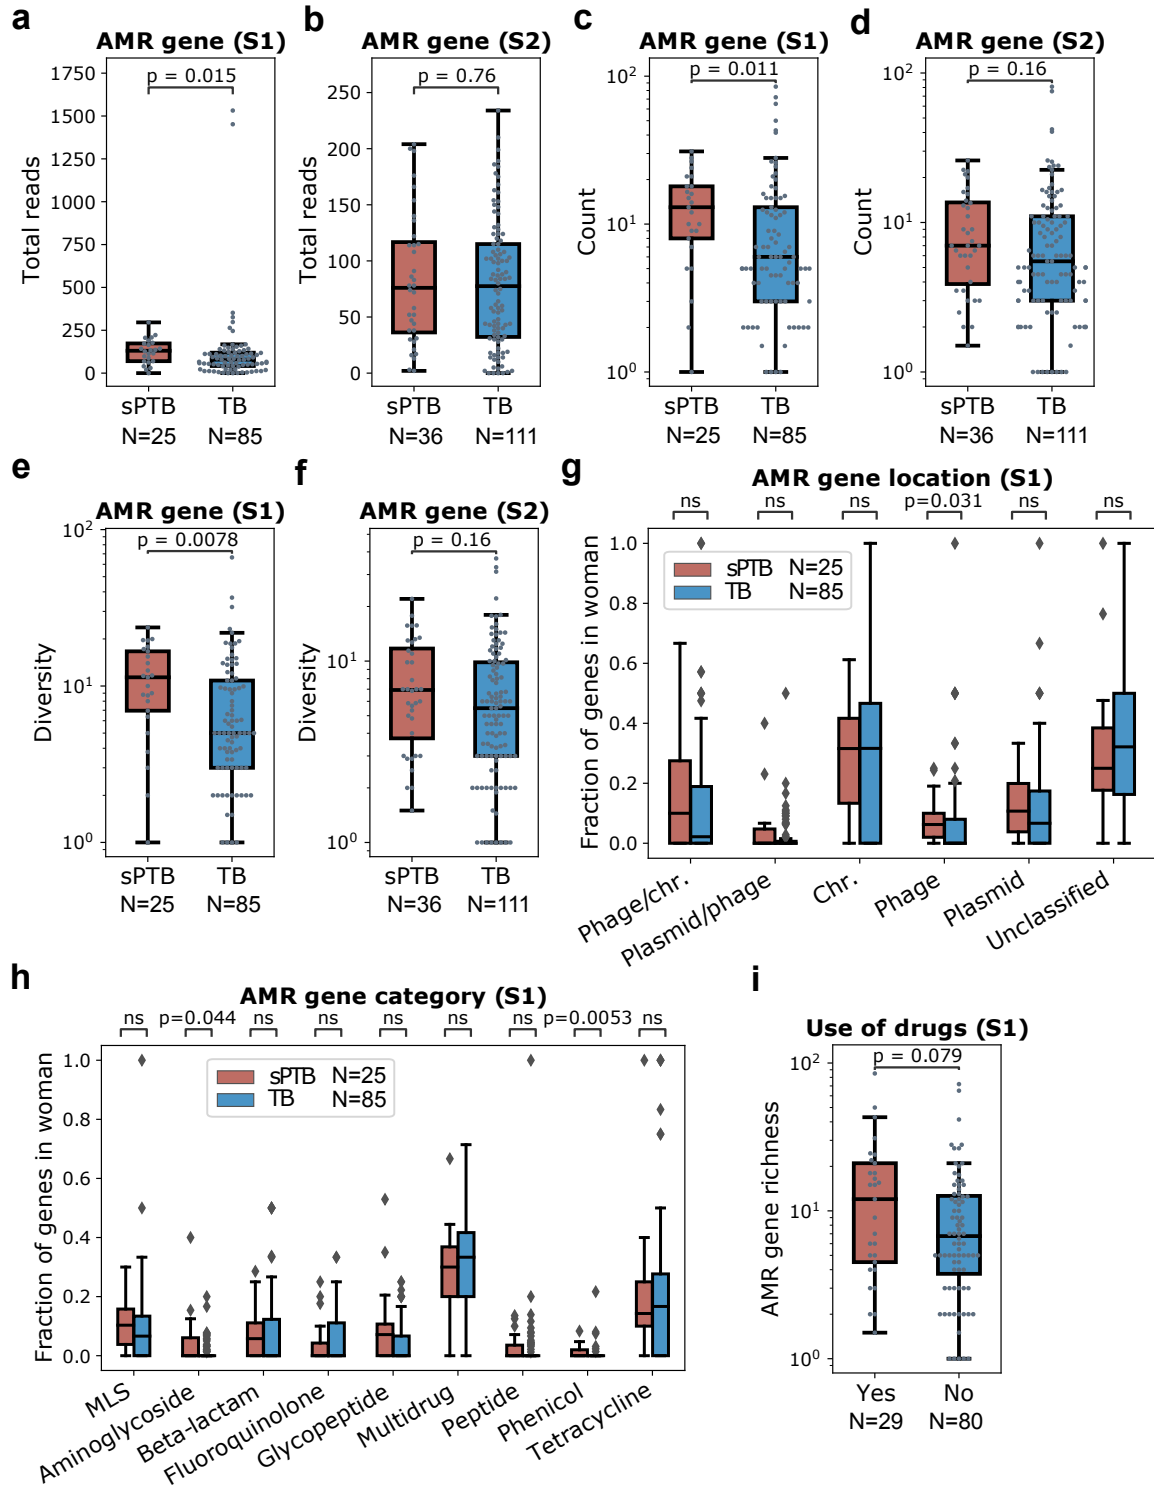 a
AMR gene (S1)
p = 0.015
Total reads
1750
1500
1250
1000
750
500
250
0
sPTB
TB
N=25
N=85
b
AMR gene (S2)
p = 0.76
Total reads
250
200
150
100
50
0
sPTB
TB
N=36
N=111
c
AMR gene (S1)
p = 0.011
Count
10²
10¹
10⁰
sPTB
TB
N=25
N=85
d
AMR gene (S2)
p = 0.16
Count
10²
10¹
10⁰
sPTB
TB
N=36
N=111
e
AMR gene (S1)
p = 0.0078
Diversity
10²
10¹
10⁰
sPTB
TB
N=25
N=85
f
AMR gene (S2)
p = 0.16
Diversity
10¹
10⁰
sPTB
TB
N=36
N=111
g
AMR gene location (S1)
ns
ns
ns
p=0.031
ns
ns
sPTB N=25
TB N=85
Fraction of genes in woman
1.0
0.8
0.6
0.4
0.2
0.0
Phage/chr.
Plasmid/phage
Chr.
Phage
Plasmid
Unclassified
h
AMR gene category (S1)
ns
p=0.044
ns
ns
ns
ns
ns
p=0.0053
ns
sPTB N=25
TB N=85
Fraction of genes in woman
1.0
0.8
0.6
0.4
0.2
0.0
MLS
Aminoglycoside
Beta-lactam
Fluoroquinolone
Glycopeptide
Multidrug
Peptide
Phenicol
Tetracycline
i
Use of drugs (S1)
p = 0.079
AMR gene richness
10²
10¹
10⁰
Yes
No
N=29
N=80